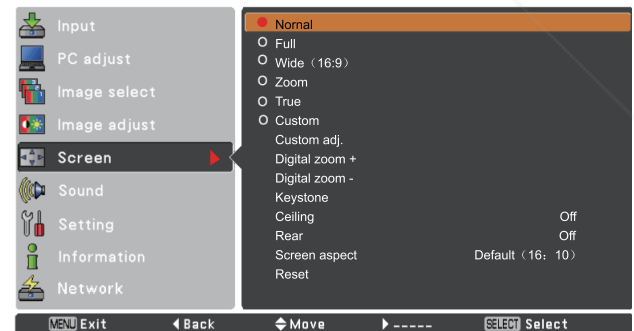 Input
PC adjust
Image select
Image adjust
Screen
Sound
Setting
Information
Network
Nornal
Full
Wide（16:9）
Zoom
True
Custom
Custom adj.
Digital zoom +
Digital zoom -
Keystone
Ceiling Off
Rear Off
Screen aspect Default（16：10）
Reset
MENU Exit Back Move ----- SELECT Select